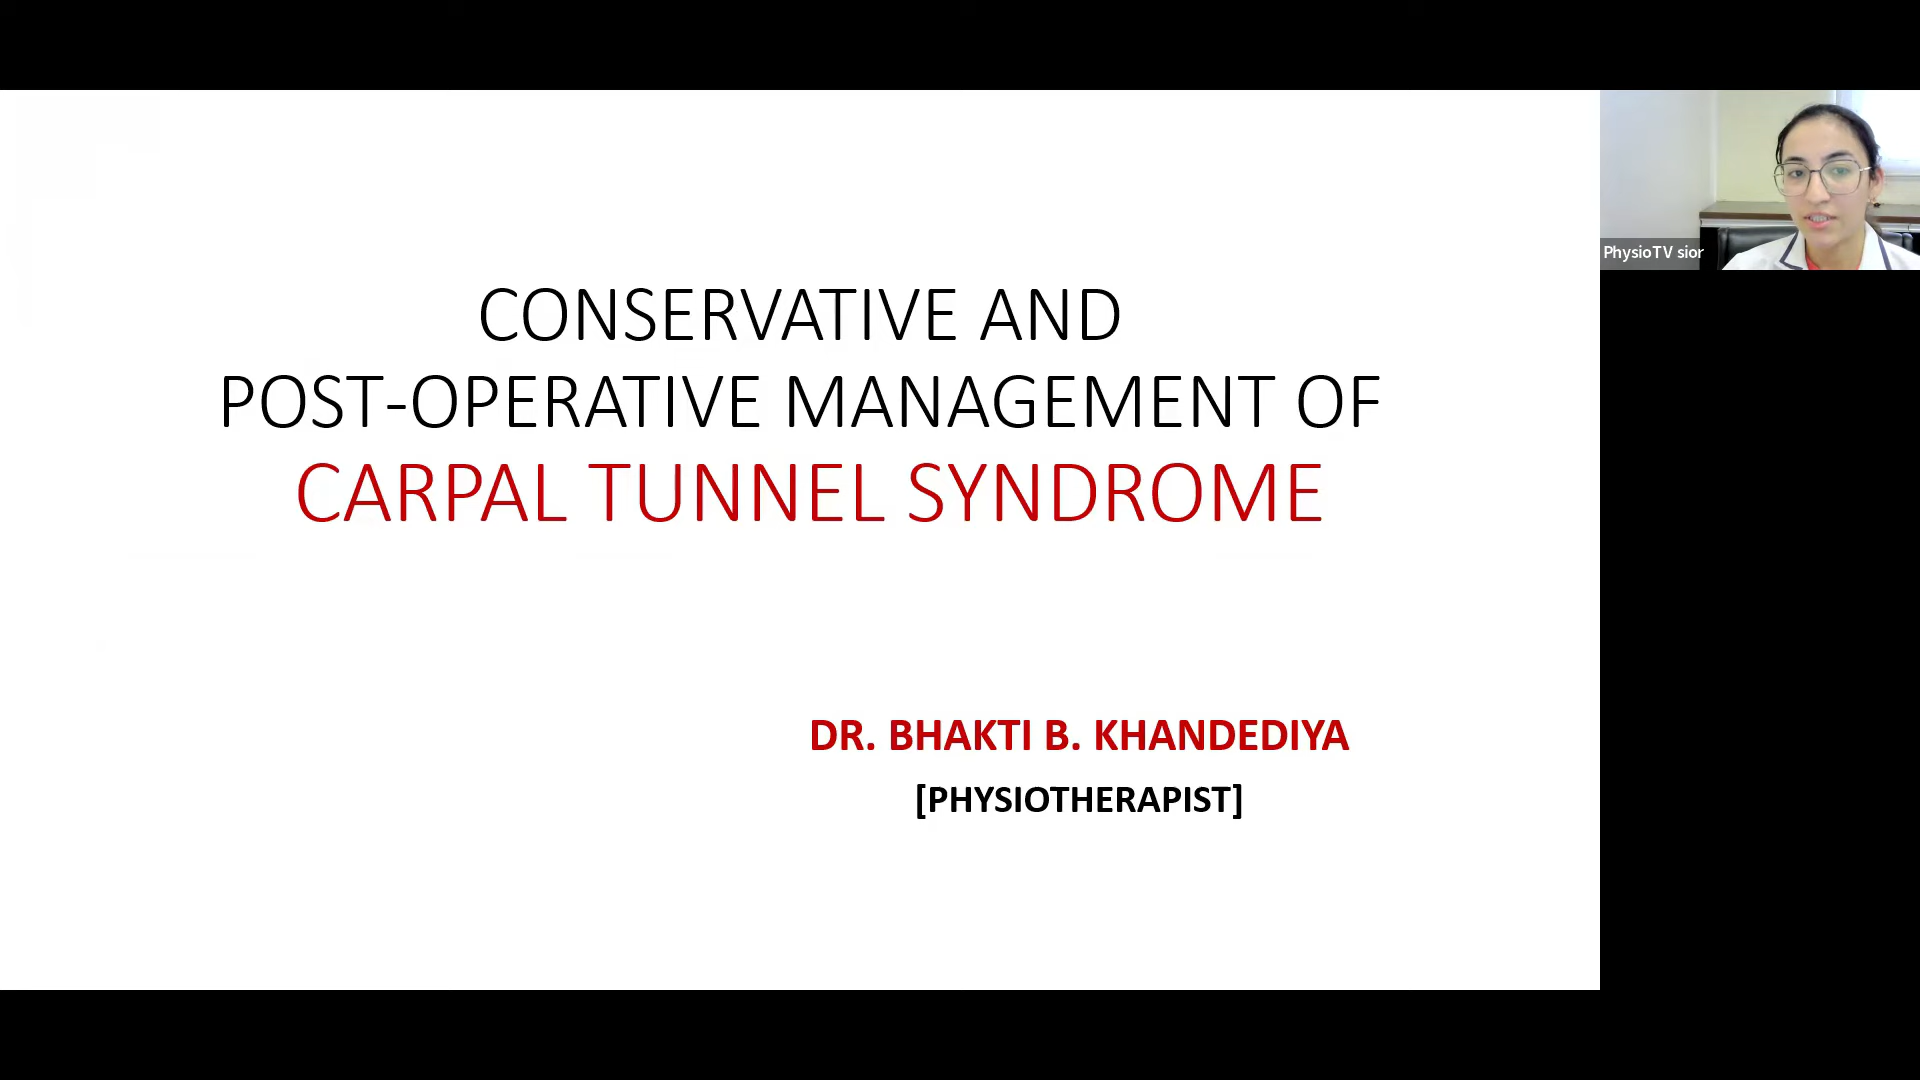 CONSERVATIVE AND
POST-OPERATIVE MANAGEMENT OF
CARPAL TUNNEL SYNDROME
DR. BHAKTI B. KHANDEDIYA
[PHYSIOTHERAPIST]
PhysioTV sior